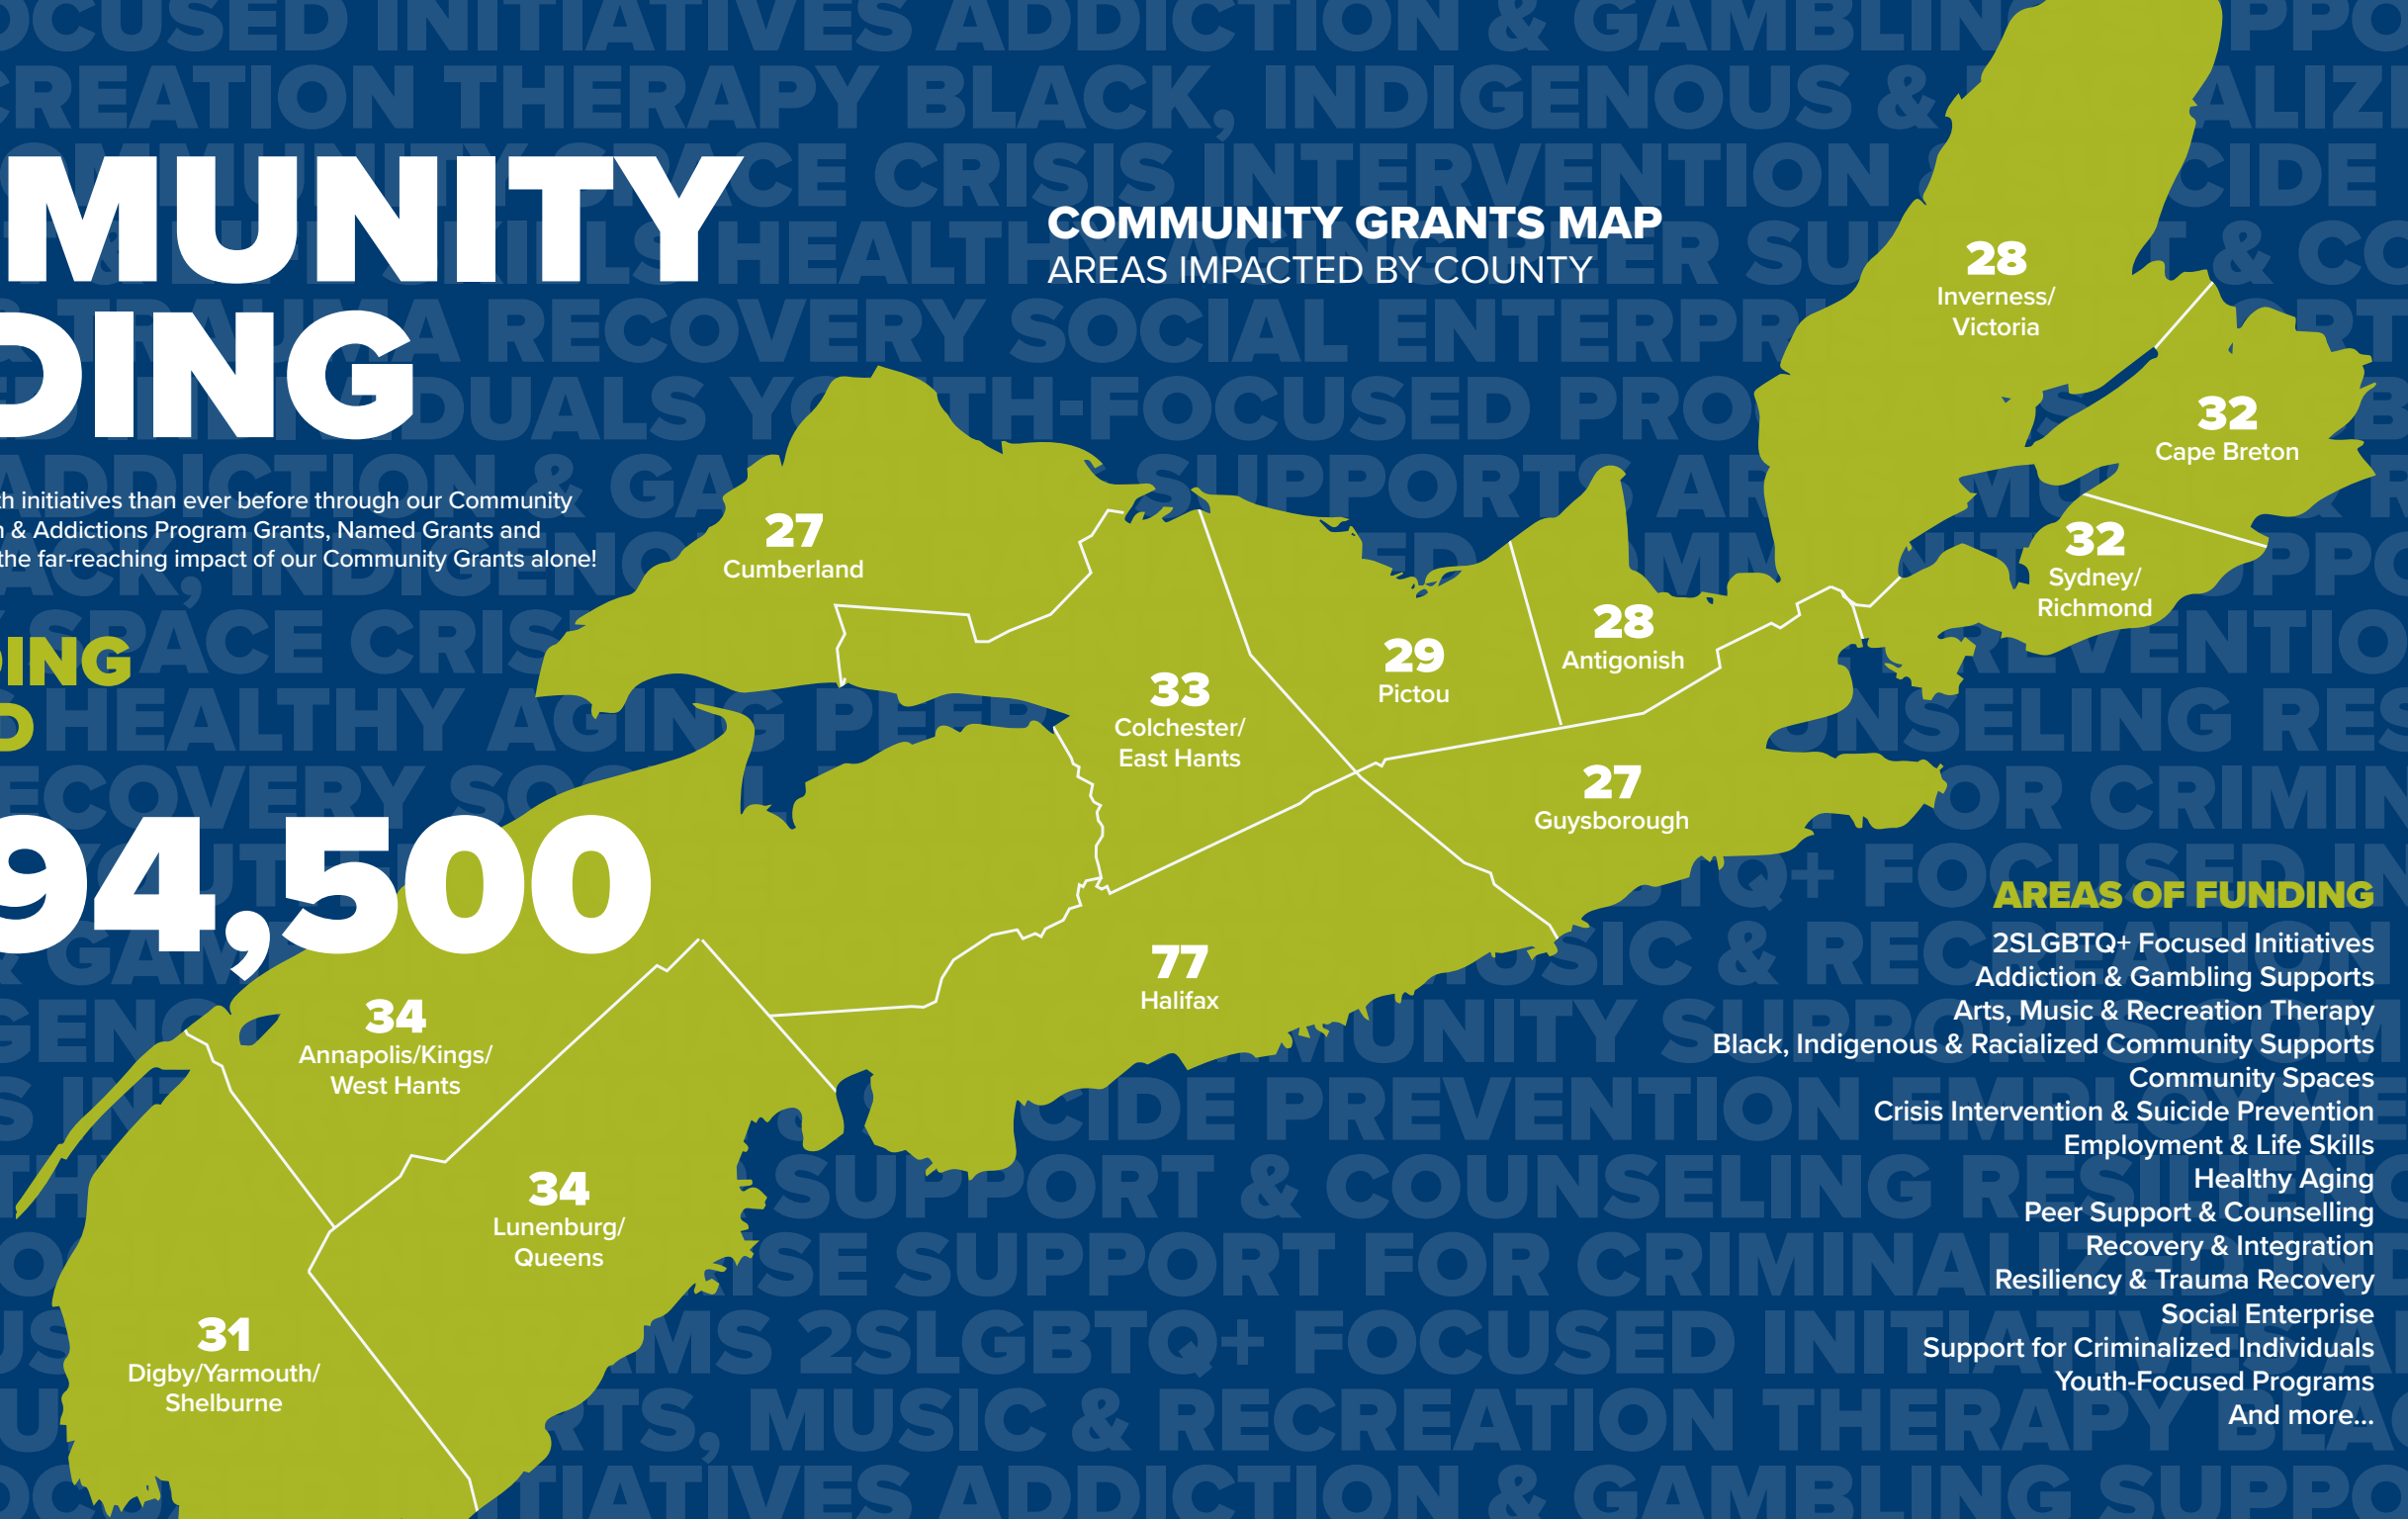 MUNITY
DING
th initiatives than ever before through our Community
& Addictions Program Grants, Named Grants and
the far-reaching impact of our Community Grants alone!
ING
D
94,500
COMMUNITY GRANTS MAP
AREAS IMPACTED BY COUNTY
28
Inverness/
Victoria
32
Cape Breton
32
Sydney/
Richmond
27
Cumberland
33
Colchester/
East Hants
29
Pictou
28
Antigonish
27
Guysborough
77
Halifax
34
Annapolis/Kings/
West Hants
34
Lunenburg/
Queens
31
Digby/Yarmouth/
Shelburne
AREAS OF FUNDING
2SLGBTQ+ Focused Initiatives
Addiction & Gambling Supports
Arts, Music & Recreation Therapy
Black, Indigenous & Racialized Community Supports
Community Spaces
Crisis Intervention & Suicide Prevention
Employment & Life Skills
Healthy Aging
Peer Support & Counselling
Recovery & Integration
Resiliency & Trauma Recovery
Social Enterprise
Support for Criminalized Individuals
Youth-Focused Programs
And more...